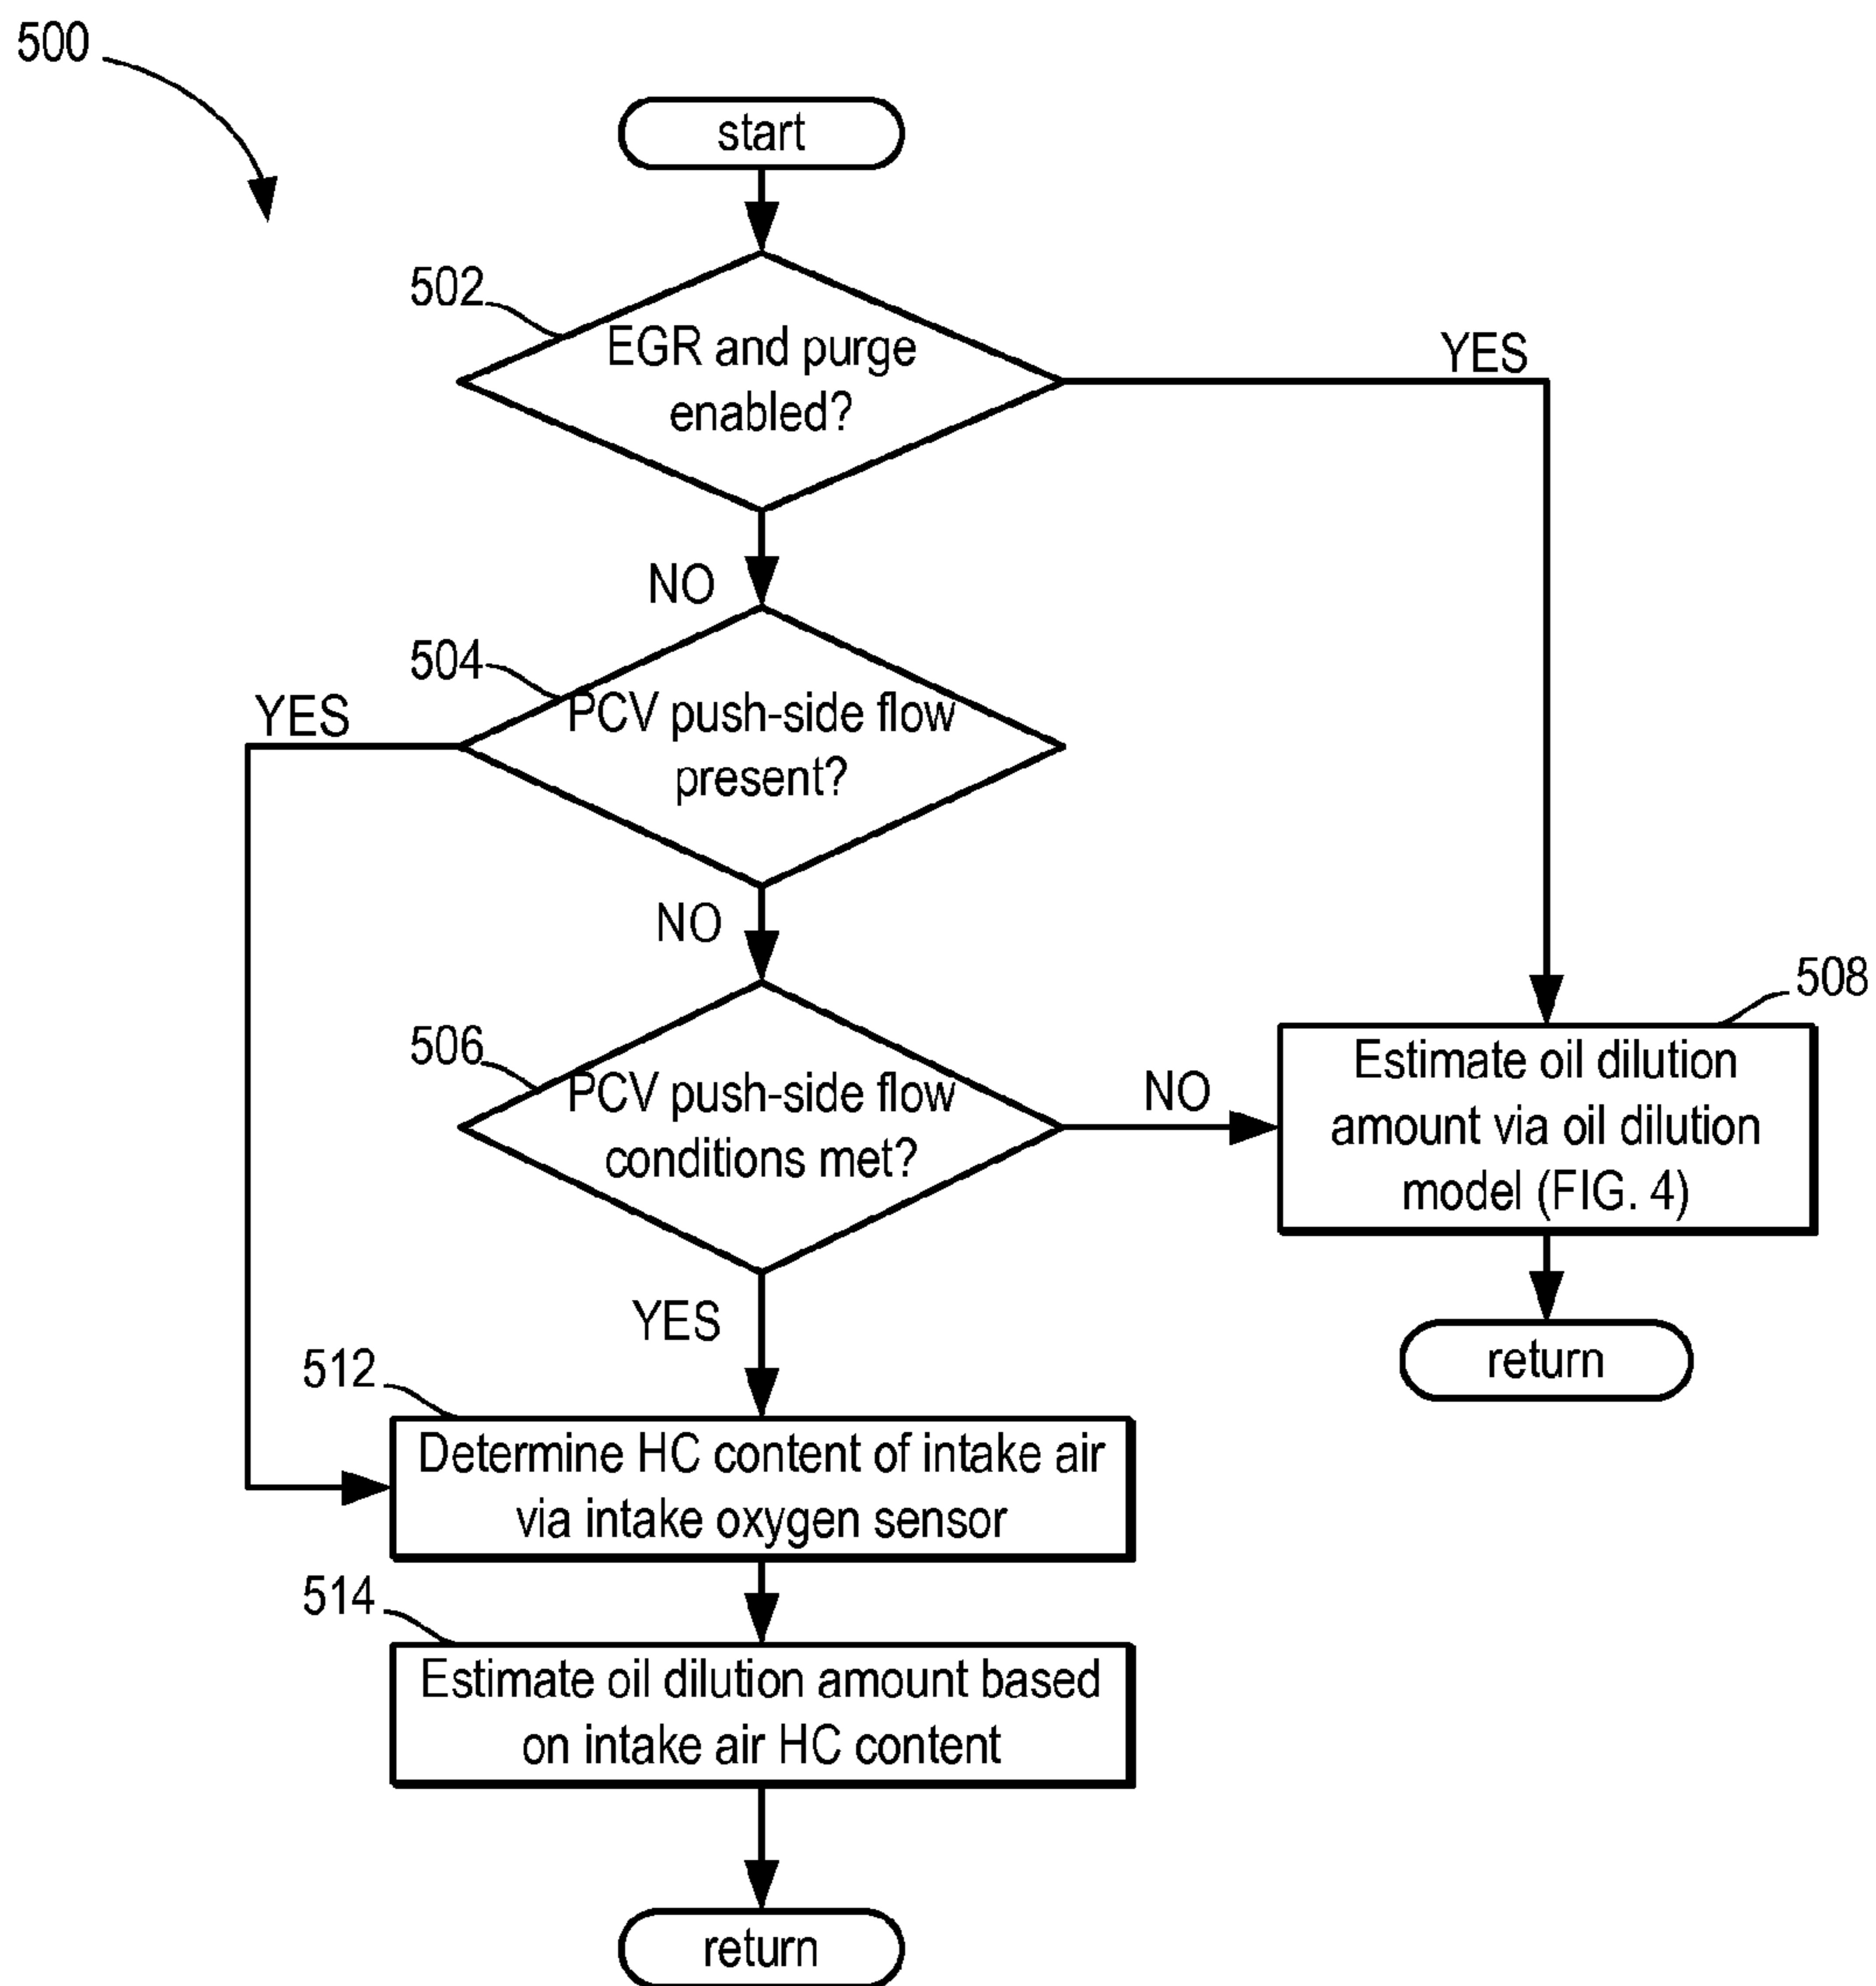 500
start
502
EGR and purge
enabled?
YES
NO
504
PCV push-side flow
present?
YES
NO
506
PCV push-side flow
conditions met?
NO
508
Estimate oil dilution
amount via oil dilution
model (FIG. 4)
return
YES
512
Determine HC content of intake air
via intake oxygen sensor
514
Estimate oil dilution amount based
on intake air HC content
return